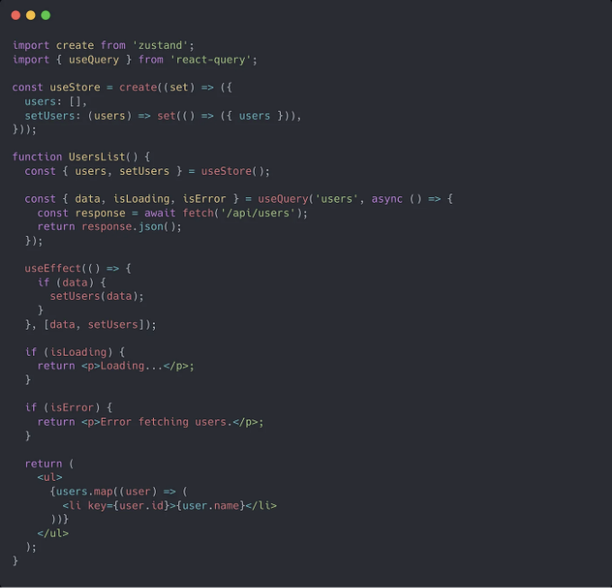 import create from 'zustand';
import { useQuery } from 'react-query';

const useStore = create((set) => ({
  users: [],
  setUsers: (users) => set(() => ({ users })),
}));

function UsersList() {
  const { users, setUsers } = useStore();

  const { data, isLoading, isError } = useQuery('users', async () => {
    const response = await fetch('/api/users');
    return response.json();
  });

  useEffect(() => {
    if (data) {
      setUsers(data);
    }
  }, [data, setUsers]);

  if (isLoading) {
    return <p>Loading...</p>;
  }

  if (isError) {
    return <p>Error fetching users.</p>;
  }

  return (
    <ul>
      {users.map((user) => (
        <li key={user.id}>{user.name}</li>
      ))}
    </ul>
  );
}